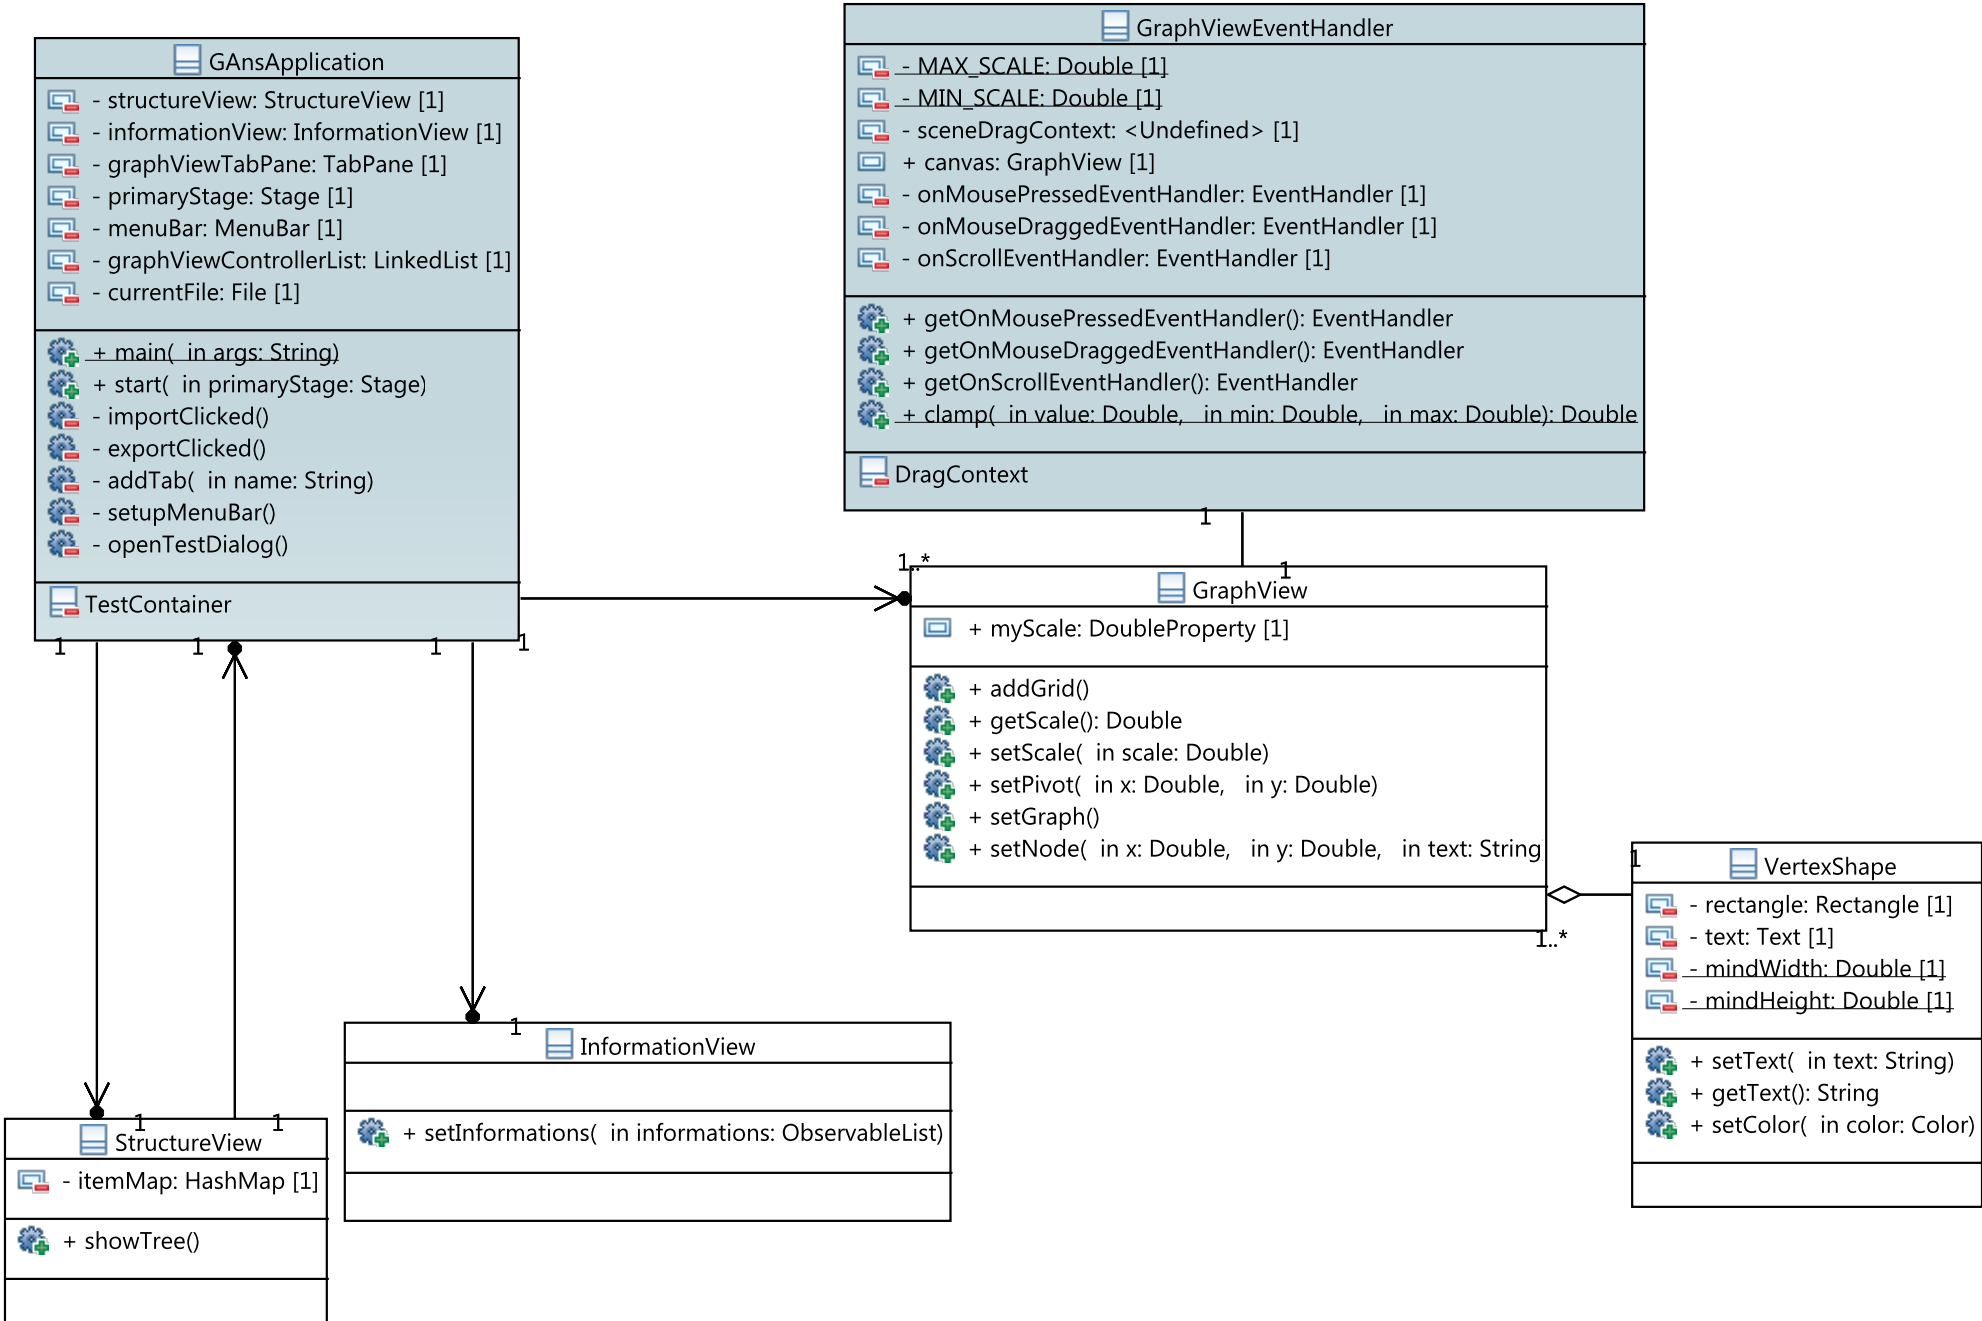 GAnsApplication
- structureView: StructureView [1]
- informationView: InformationView [1]
- graphViewTabPane: TabPane [1]
- primaryStage: Stage [1]
- menuBar: MenuBar [1]
- graphViewControllerList: LinkedList [1]
- currentFile: File [1]
+ main(  in args: String)
+ start(  in primaryStage: Stage)
- importClicked()
- exportClicked()
- addTab(  in name: String)
- setupMenuBar()
- openTestDialog()
TestContainer
1
1
1
1
GraphViewEventHandler
- MAX_SCALE: Double [1]
- MIN_SCALE: Double [1]
- sceneDragContext: <Undefined> [1]
+ canvas: GraphView [1]
- onMousePressedEventHandler: EventHandler [1]
- onMouseDraggedEventHandler: EventHandler [1]
- onScrollEventHandler: EventHandler [1]
+ getOnMousePressedEventHandler(): EventHandler
+ getOnMouseDraggedEventHandler(): EventHandler
+ getOnScrollEventHandler(): EventHandler
+ clamp(  in value: Double,   in min: Double,   in max: Double): Double
DragContext
1
1..*
1
GraphView
+ myScale: DoubleProperty [1]
+ addGrid()
+ getScale(): Double
+ setScale(  in scale: Double)
+ setPivot(  in x: Double,   in y: Double)
+ setGraph()
+ setNode(  in x: Double,   in y: Double,   in text: String
1..*
1
VertexShape
- rectangle: Rectangle [1]
- text: Text [1]
- mindWidth: Double [1]
- mindHeight: Double [1]
+ setText(  in text: String)
+ getText(): String
+ setColor(  in color: Color)
1
InformationView
+ setInformations(  in informations: ObservableList)
1
1
StructureView
- itemMap: HashMap [1]
+ showTree()